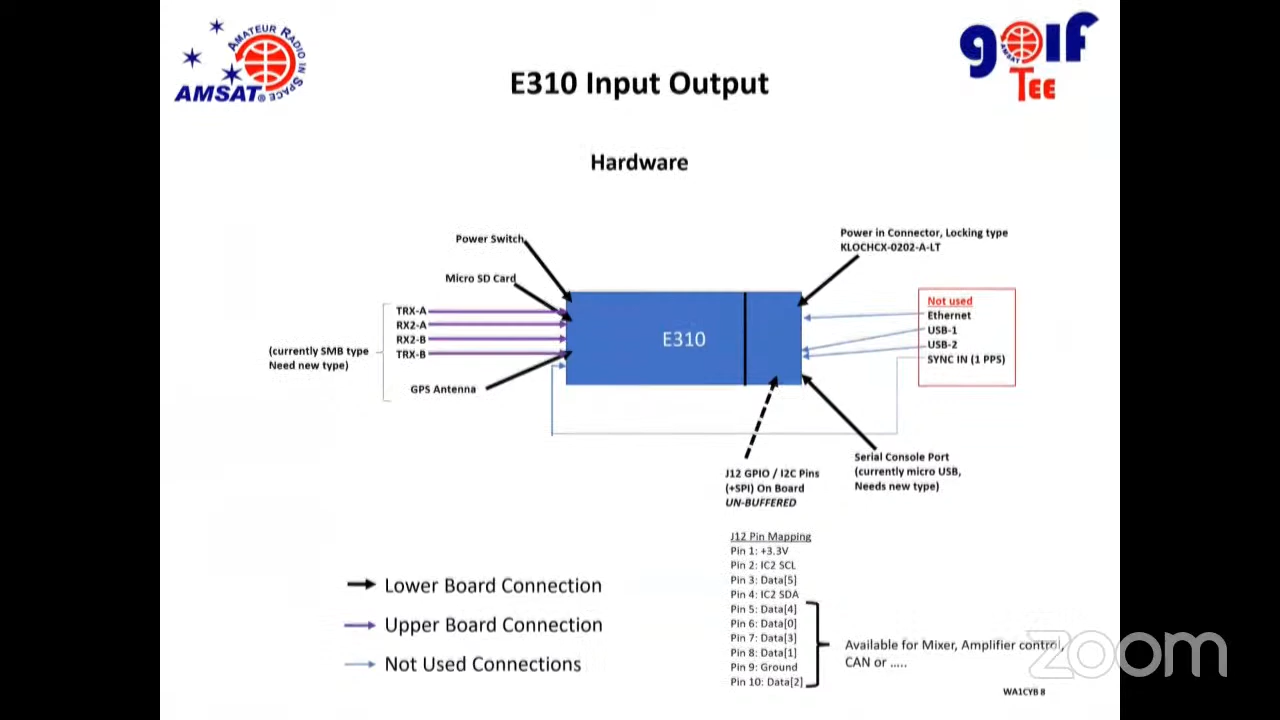 AMATEUR RADIO IN SPACE
AMSAT®
golf
TEE
E310 Input Output
Hardware
Power Switch
Micro SD Card
TRX-A
RX2-A
RX2-B
TRX-B
(currently SMB type
Need new type)
GPS Antenna
E310
Power in Connector, Locking type
KLOCHCX-0202-A-LT
Not used
Ethernet
USB-1
USB-2
SYNC IN (1 PPS)
Serial Console Port
(currently micro USB,
Needs new type)
J12 GPIO / I2C Pins
(+SPI) On Board
UN-BUFFERED
J12 Pin Mapping
Pin 1: +3.3V
Pin 2: IC2 SCL
Pin 3: Data[5]
Pin 4: IC2 SDA
Pin 5: Data[4]
Pin 6: Data[0]
Pin 7: Data[3]
Pin 8: Data[1]
Pin 9: Ground
Pin 10: Data[2]
Available for Mixer, Amplifier control,
CAN or .....
Lower Board Connection
Upper Board Connection
Not Used Connections
zoom
WA1CYB 8